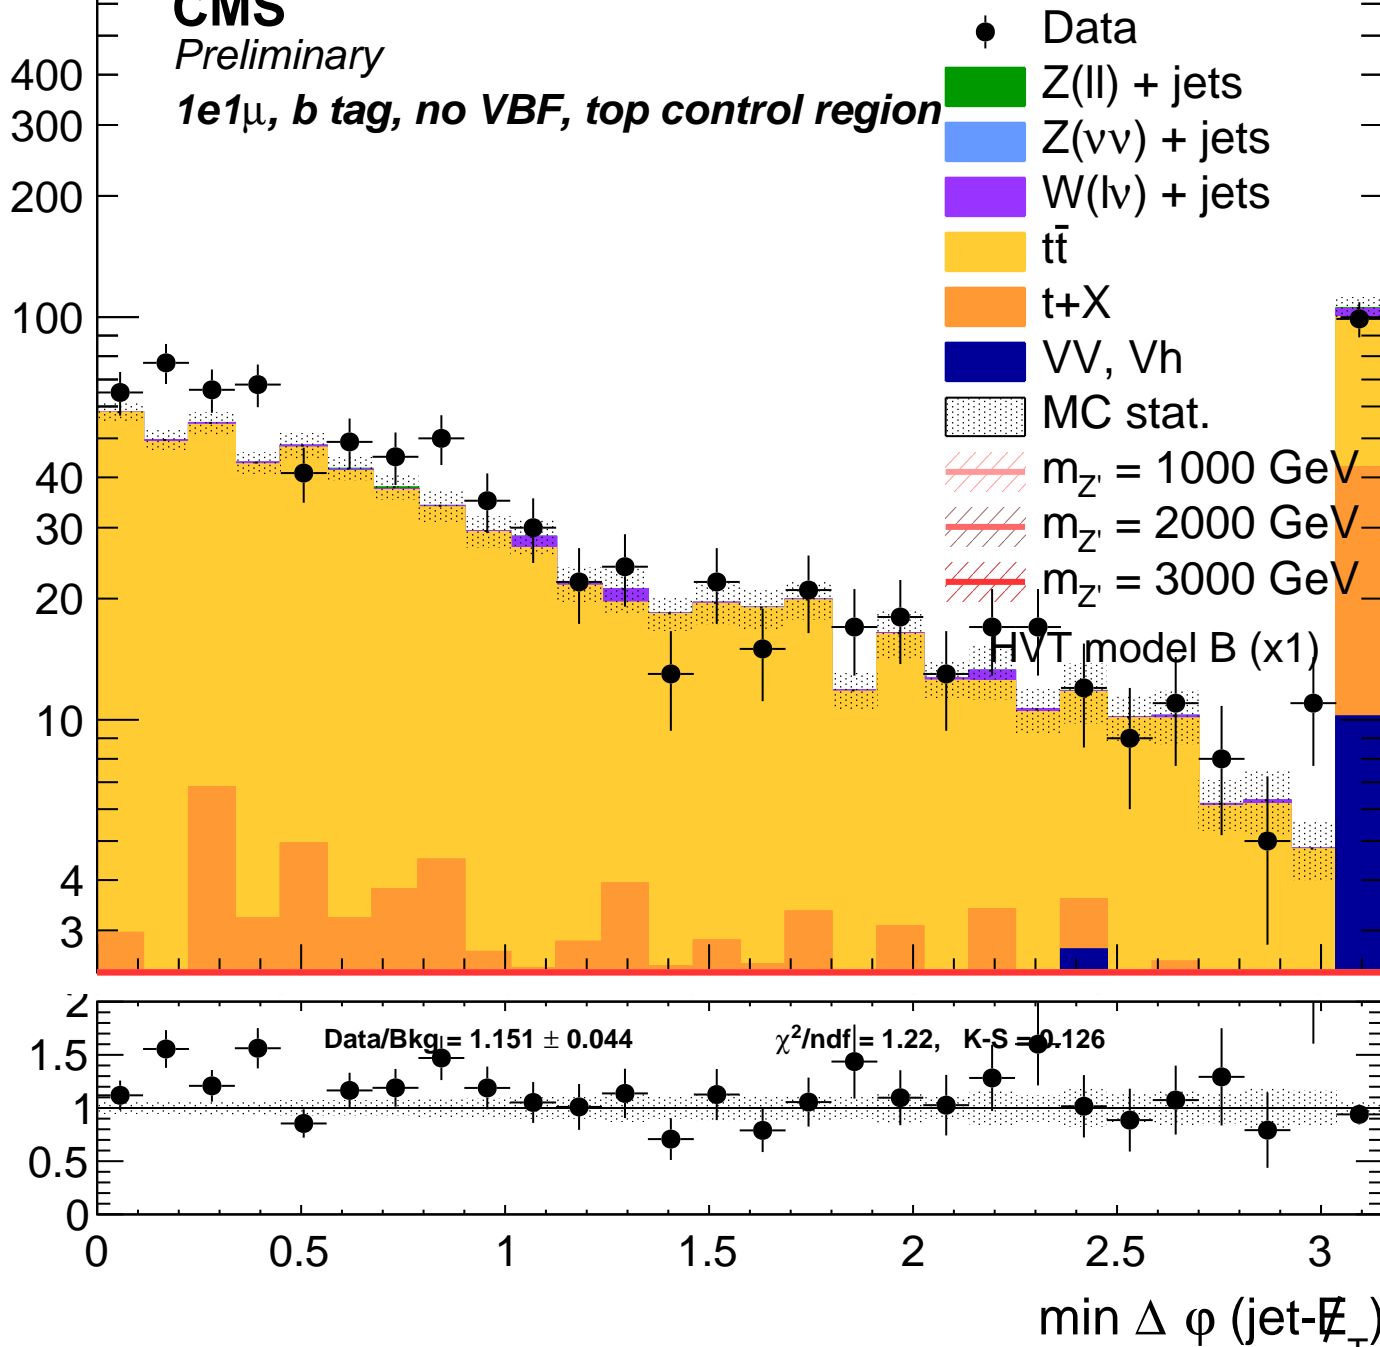 CMS
Preliminary
1e1μ, b tag, no VBF, top control region
Data
Z(ll) + jets
Z(νν) + jets
W(lν) + jets
tt̄
t+X
VV, Vh
MC stat.
m_Z' = 1000 GeV
m_Z' = 2000 GeV
m_Z' = 3000 GeV
HVT model B (x1)
400
300
200
100
40
30
20
10
4
3
2
1.5
1
0.5
0
Data/Bkg = 1.151 ± 0.044
χ²/ndf = 1.22, K-S = 0.126
0 0.5 1 1.5 2 2.5 3
min Δ φ (jet-E̸_T)